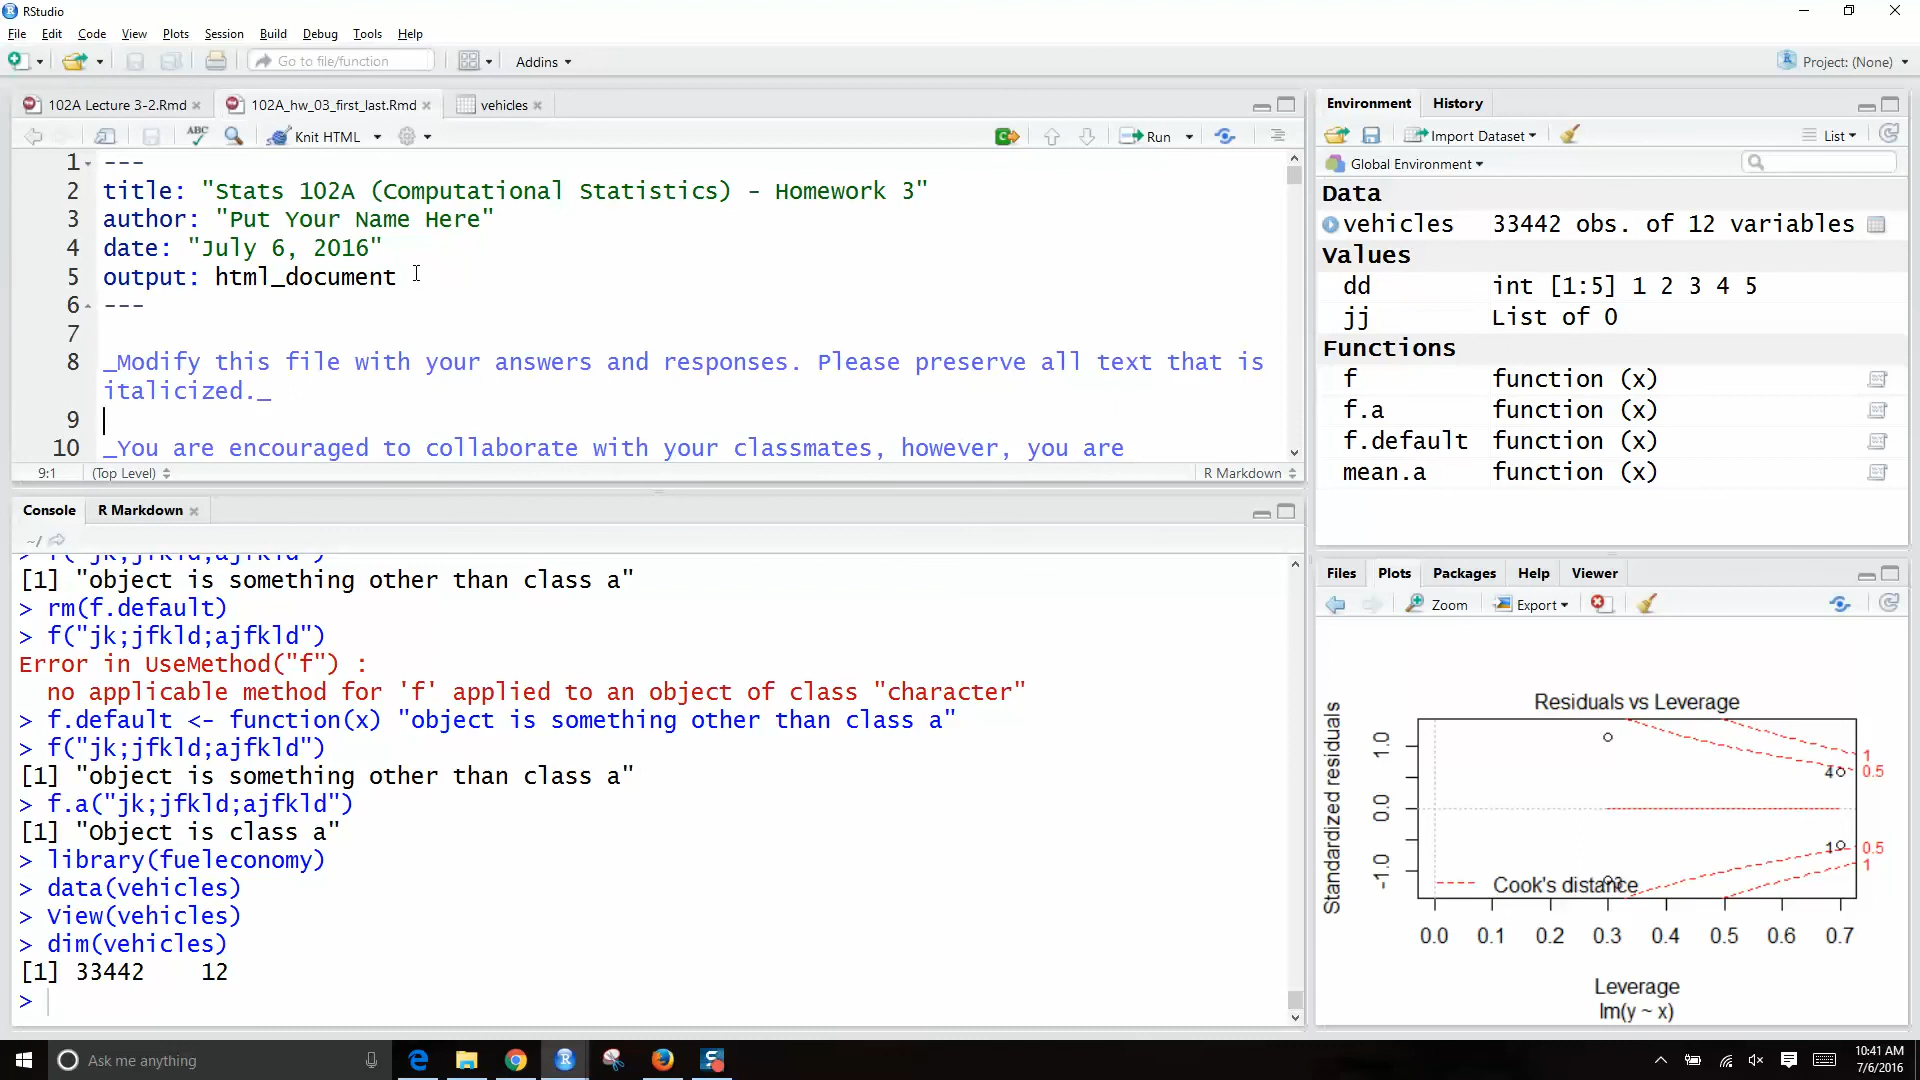 RStudio
File Edit Code View Plots Session Build Debug Tools Help
Go to file/function Addins Project: (None)
102A Lecture 3-2.Rmd 102A_hw_03_first_last.Rmd vehicles
ABC Knit HTML Run
1 ---
2 title: "Stats 102A (Computational Statistics) - Homework 3"
3 author: "Put Your Name Here"
4 date: "July 6, 2016"
5 output: html_document
6 ---
7
8 _Modify this file with your answers and responses. Please preserve all text that is
italicized._
9
10 _You are encouraged to collaborate with your classmates, however, you are
9:1 (Top Level) R Markdown
Console R Markdown
~/
> f("jk;jfkld;ajfkld")
[1] "object is something other than class a"
> rm(f.default)
> f("jk;jfkld;ajfkld")
Error in UseMethod("f") :
no applicable method for 'f' applied to an object of class "character"
> f.default <- function(x) "object is something other than class a"
> f("jk;jfkld;ajfkld")
[1] "object is something other than class a"
> f.a("jk;jfkld;ajfkld")
[1] "Object is class a"
> library(fueleconomy)
> data(vehicles)
> View(vehicles)
> dim(vehicles)
[1] 33442 12
>
Environment History
Import Dataset List
Global Environment
Data
vehicles 33442 obs. of 12 variables
Values
dd int [1:5] 1 2 3 4 5
jj List of 0
Functions
f function (x)
f.a function (x)
f.default function (x)
mean.a function (x)
Files Plots Packages Help Viewer
Zoom Export
Residuals vs Leverage
Standardized residuals
1.0
0.0
-1.0
1
4
0.5
1
0.5
1
Cook's distance
0.0 0.1 0.2 0.3 0.4 0.5 0.6 0.7
Leverage
lm(y ~ x)
Ask me anything
10:41 AM
7/6/2016